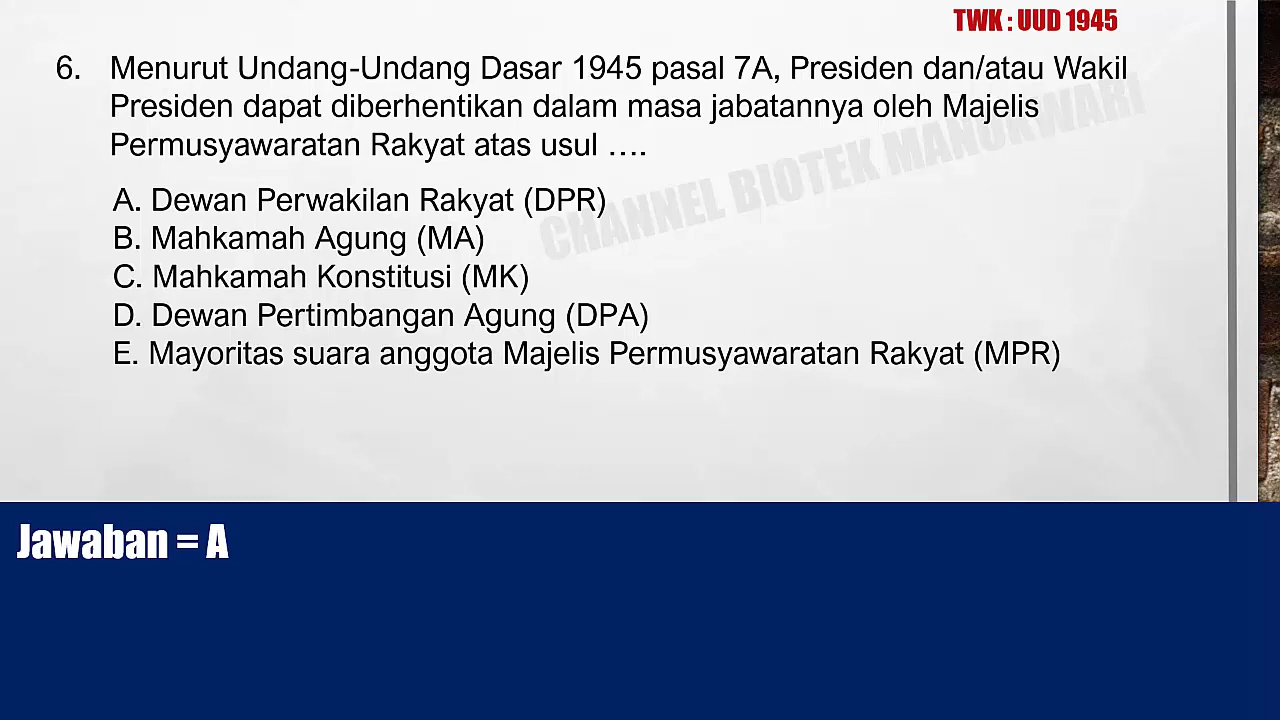 TWK : UUD 1945
6. Menurut Undang-Undang Dasar 1945 pasal 7A, Presiden dan/atau Wakil
Presiden dapat diberhentikan dalam masa jabatannya oleh Majelis
Permusyawaratan Rakyat atas usul ….
CHANNEL BIOTEK MANOKWARI
A. Dewan Perwakilan Rakyat (DPR)
B. Mahkamah Agung (MA)
C. Mahkamah Konstitusi (MK)
D. Dewan Pertimbangan Agung (DPA)
E. Mayoritas suara anggota Majelis Permusyawaratan Rakyat (MPR)
Jawaban = A